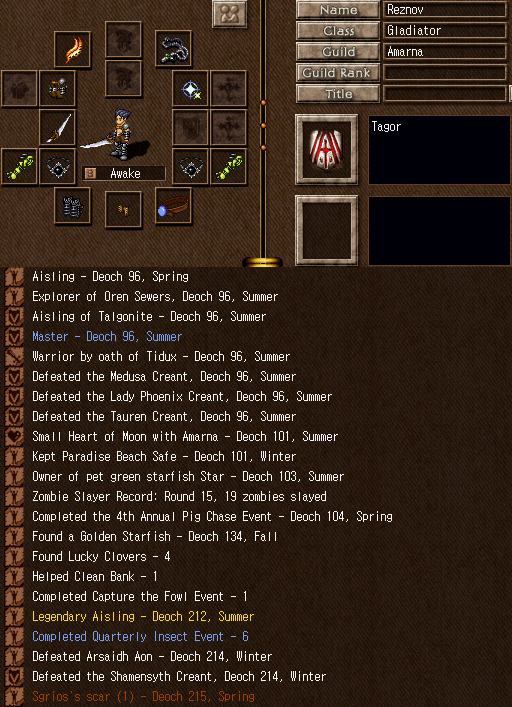 Name Reznov
Class Gladiator
Guild Amarna
Guild Rank
Title
Tagor
Awake
Aisling - Deoch 96, Spring
Explorer of Oren Sewers, Deoch 96, Summer
Aisling of Talgonite - Deoch 96, Summer
Master - Deoch 96, Summer
Warrior by oath of Tidux - Deoch 96, Summer
Defeated the Medusa Creant, Deoch 96, Summer
Defeated the Lady Phoenix Creant, Deoch 96, Summer
Defeated the Tauren Creant, Deoch 96, Summer
Small Heart of Moon with Amarna - Deoch 101, Summer
Kept Paradise Beach Safe - Deoch 101, Winter
Owner of pet green starfish Star - Deoch 103, Summer
Zombie Slayer Record: Round 15, 19 zombies slayed
Completed the 4th Annual Pig Chase Event - Deoch 104, Spring
Found a Golden Starfish - Deoch 134, Fall
Found Lucky Clovers - 4
Helped Clean Bank - 1
Completed Capture the Fowl Event - 1
Legendary Aisling - Deoch 212, Summer
Completed Quarterly Insect Event - 6
Defeated Arsaidh Aon - Deoch 214, Winter
Defeated the Shamensyth Creant, Deoch 214, Winter
Sgrios's scar (1) - Deoch 215, Spring